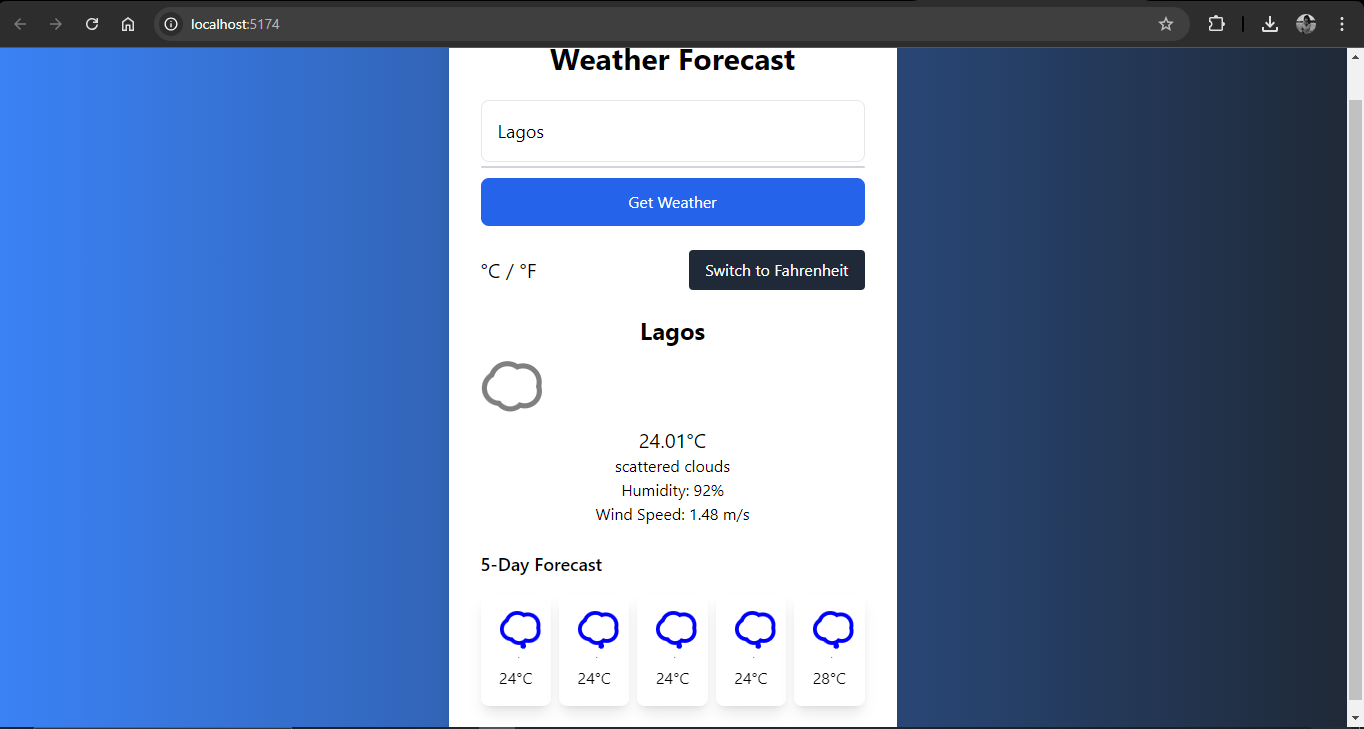 localhost:5174
Weather Forecast
Lagos
Get Weather
°C / °F
Switch to Fahrenheit
Lagos
24.01°C
scattered clouds
Humidity: 92%
Wind Speed: 1.48 m/s
5-Day Forecast
24°C 24°C 24°C 24°C 28°C